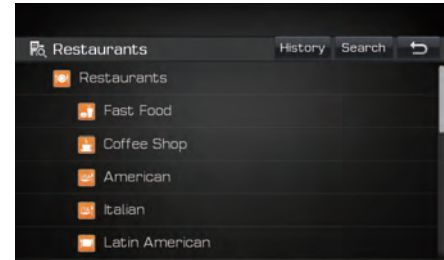 Restaurants History Search
Restaurants
Fast Food
Coffee Shop
American
Italian
Latin American